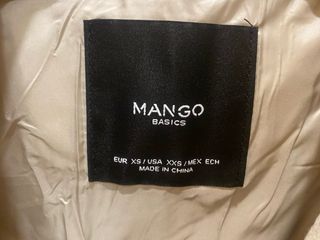 MANGO
BASICS
EUR XS / USA XXS / MEX ECH
MADE IN CHINA